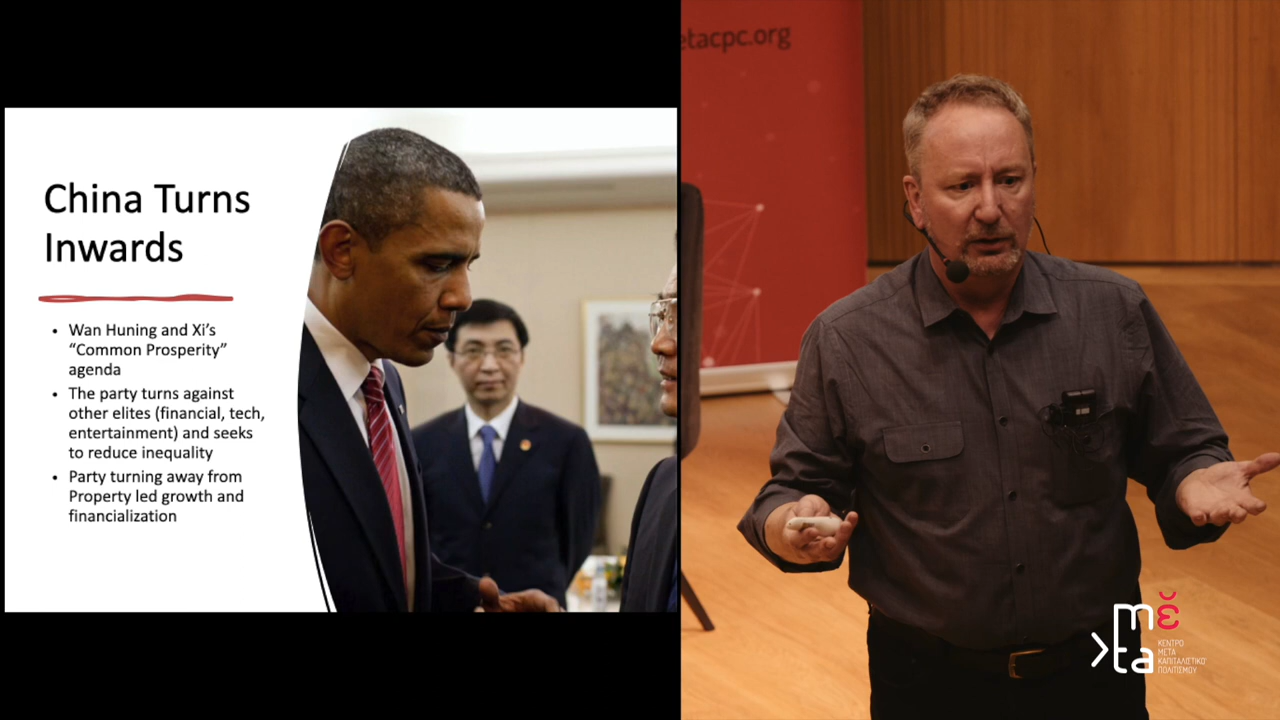 China Turns
Inwards
• Wan Huning and Xi's
"Common Prosperity"
agenda
• The party turns against
other elites (financial, tech,
entertainment) and seeks
to reduce inequality
• Party turning away from
Property led growth and
financialization
etacpc.org
mĕ
ta
ΚΕΝΤΡΟ
ΜΕΤΑ
ΚΑΠΙΤΑΛΙΣΤΙΚΟΥ
ΠΟΛΙΤΙΣΜΟΥ